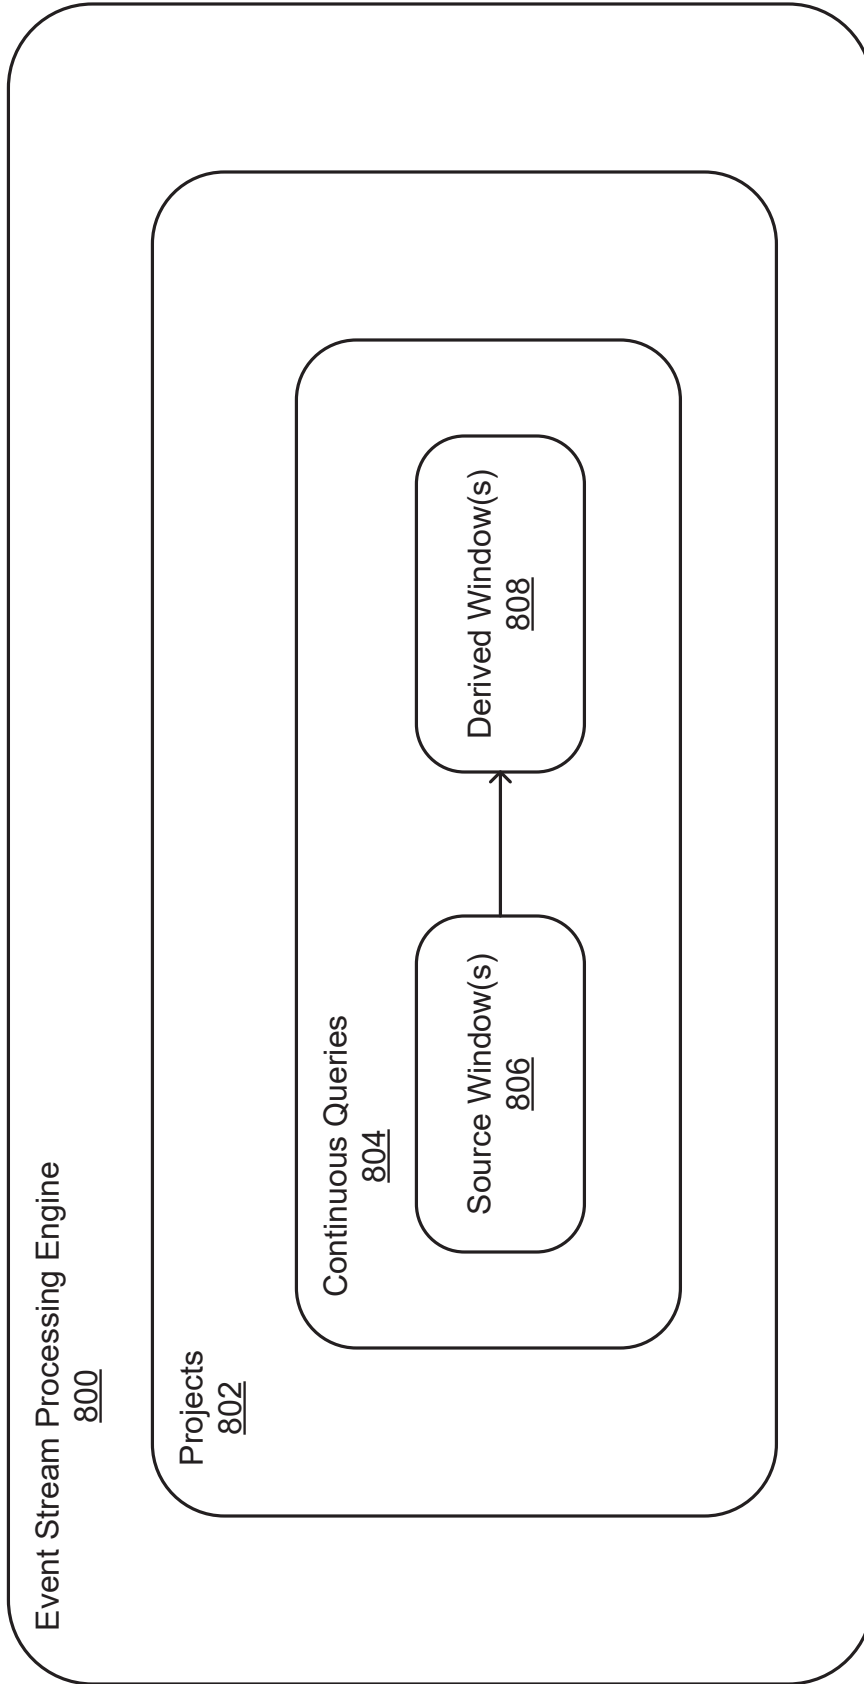 Event Stream Processing Engine
800
Projects
802
Continuous Queries
804
Source Window(s)
806
Derived Window(s)
808